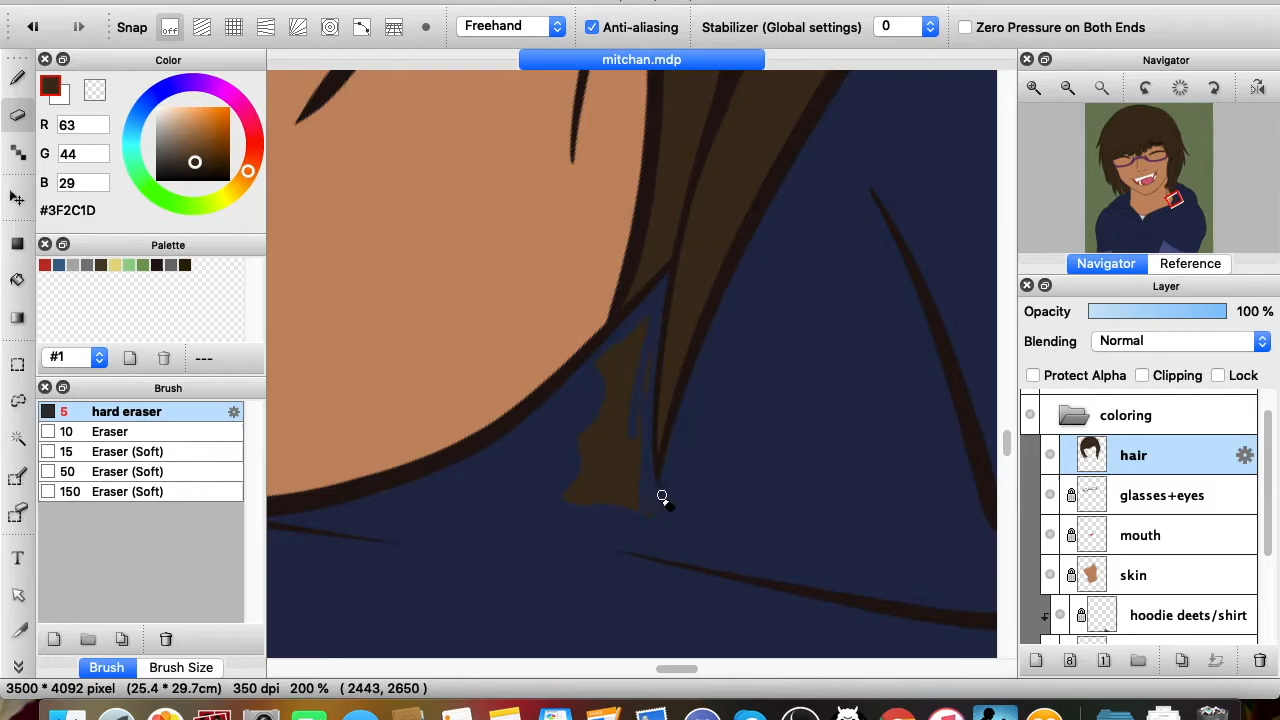 Snap
off
Freehand
Anti-aliasing
Stabilizer (Global settings)
0
Zero Pressure on Both Ends
Color
mitchan.mdp
Navigator
R
63
G
44
B
29
#3F2C1D
Palette
#1
---
Brush
5 hard eraser
10 Eraser
15 Eraser (Soft)
50 Eraser (Soft)
150 Eraser (Soft)
Brush
Brush Size
Navigator
Reference
Layer
Opacity
100 %
Blending
Normal
Protect Alpha
Clipping
Lock
coloring
hair
glasses+eyes
mouth
skin
hoodie deets/shirt
8
1
T
3500 * 4092 pixel (25.4 * 29.7cm) 350 dpi 200 % ( 2443, 2650 )